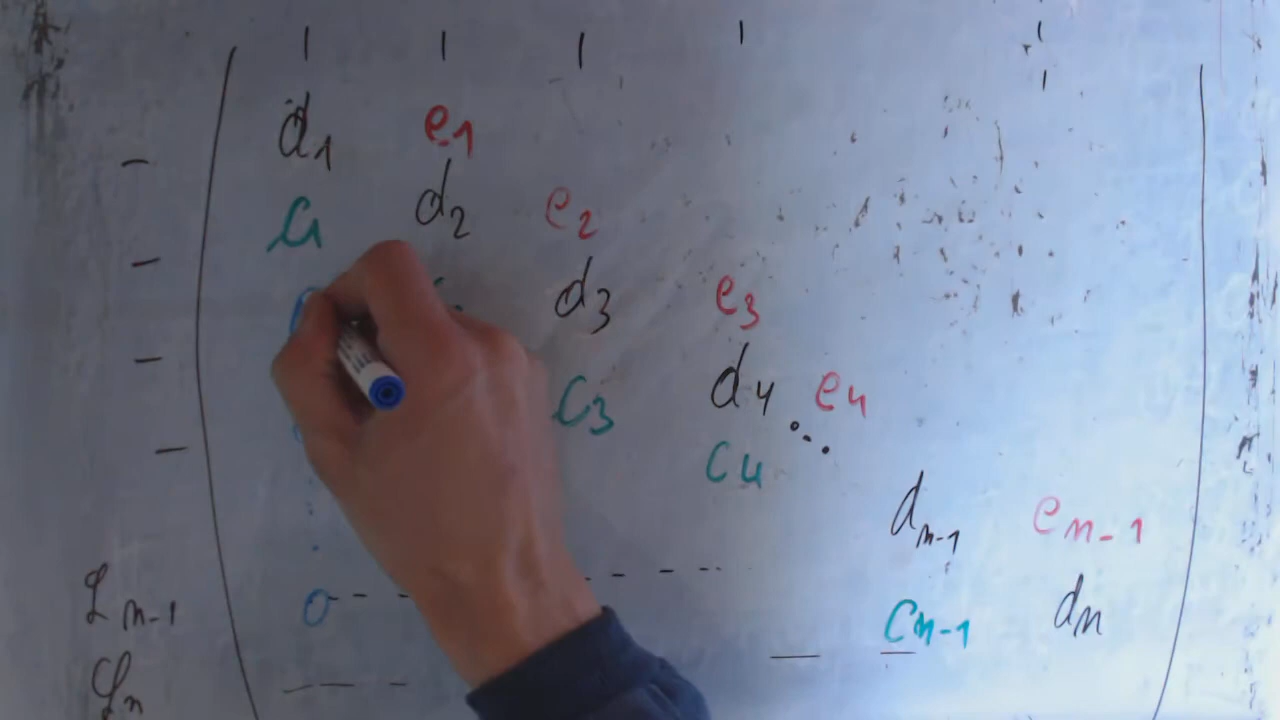 d1 e1
c1 d2 e2
d3 e3
c3 d4 e4
c4
dn-1 en-1
Ln-1 0 cn-1 dn
Ln